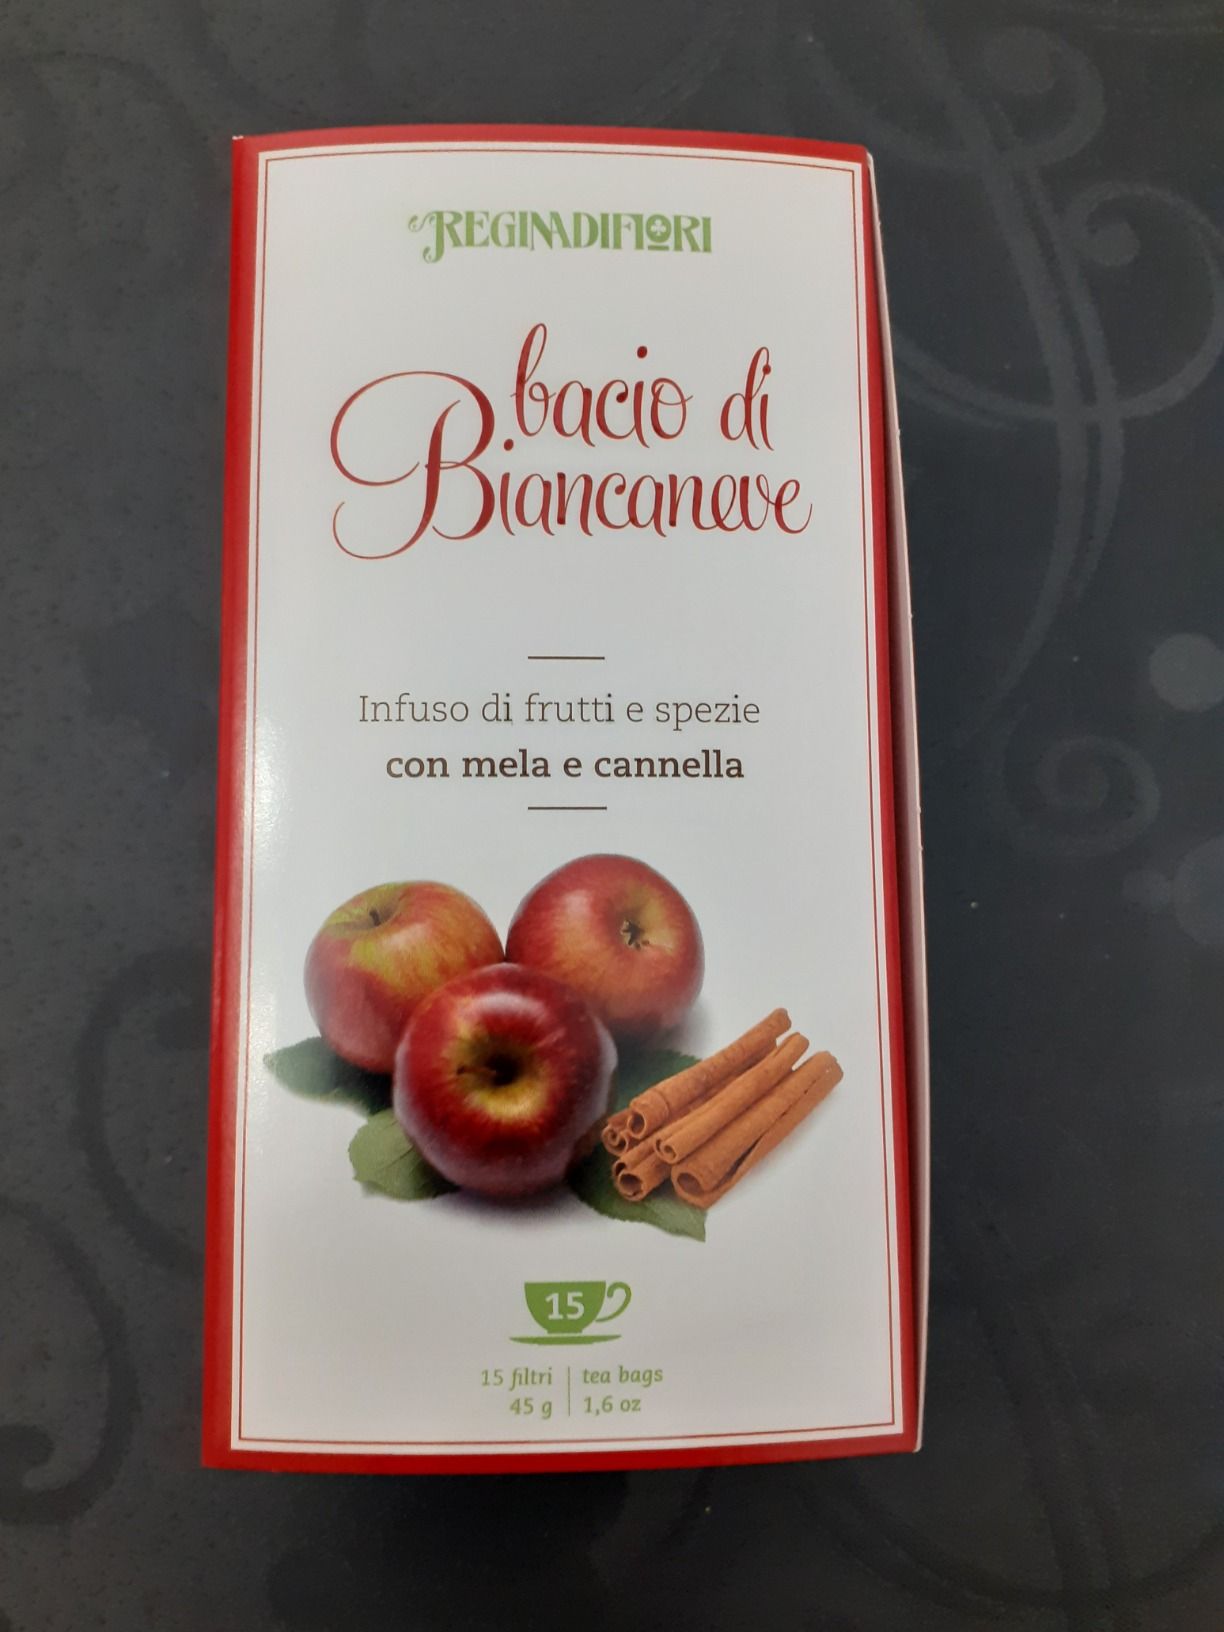 REGINADIFIORI
bacio di
Biancaneve
Infuso di frutti e spezie
con mela e cannella
15
15 filtri | tea bags
45 g | 1,6 oz